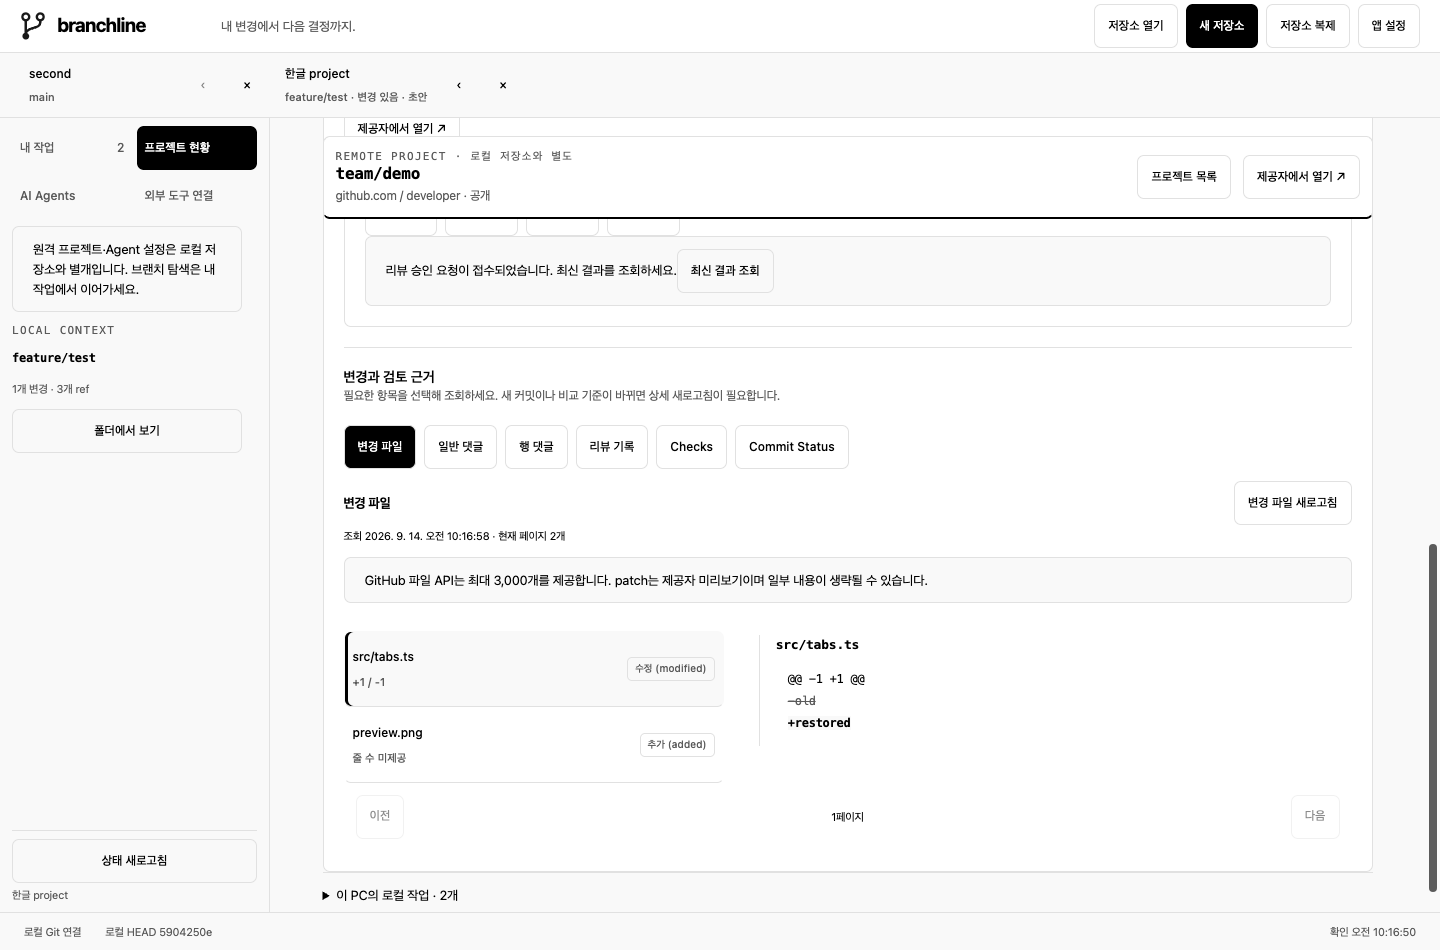 branchline
내 변경에서 다음 결정까지.
저장소 열기
새 저장소
저장소 복제
앱 설정
second
main
‹
×
한글 project
feature/test · 변경 있음 · 초안
‹
×
내 작업 2
프로젝트 현황
AI Agents
외부 도구 연결
원격 프로젝트·Agent 설정은 로컬 저
장소와 별개입니다. 브랜치 탐색은 내
작업에서 이어가세요.
LOCAL CONTEXT
feature/test
1개 변경 · 3개 ref
폴더에서 보기
상태 새로고침
한글 project
제공자에서 열기 ↗
REMOTE PROJECT · 로컬 저장소와 별도
team/demo
github.com / developer · 공개
프로젝트 목록
제공자에서 열기 ↗
리뷰 승인 요청이 접수되었습니다. 최신 결과를 조회하세요.
최신 결과 조회
변경과 검토 근거
필요한 항목을 선택해 조회하세요. 새 커밋이나 비교 기준이 바뀌면 상세 새로고침이 필요합니다.
변경 파일
일반 댓글
행 댓글
리뷰 기록
Checks
Commit Status
변경 파일
변경 파일 새로고침
조회 2026. 9. 14. 오전 10:16:58 · 현재 페이지 2개
GitHub 파일 API는 최대 3,000개를 제공합니다. patch는 제공자 미리보기이며 일부 내용이 생략될 수 있습니다.
src/tabs.ts
+1 / -1
수정 (modified)
preview.png
줄 수 미제공
추가 (added)
src/tabs.ts
@@ -1 +1 @@
-old
+restored
이전
1페이지
다음
▶ 이 PC의 로컬 작업 · 2개
로컬 Git 연결
로컬 HEAD 5904250e
확인 오전 10:16:50